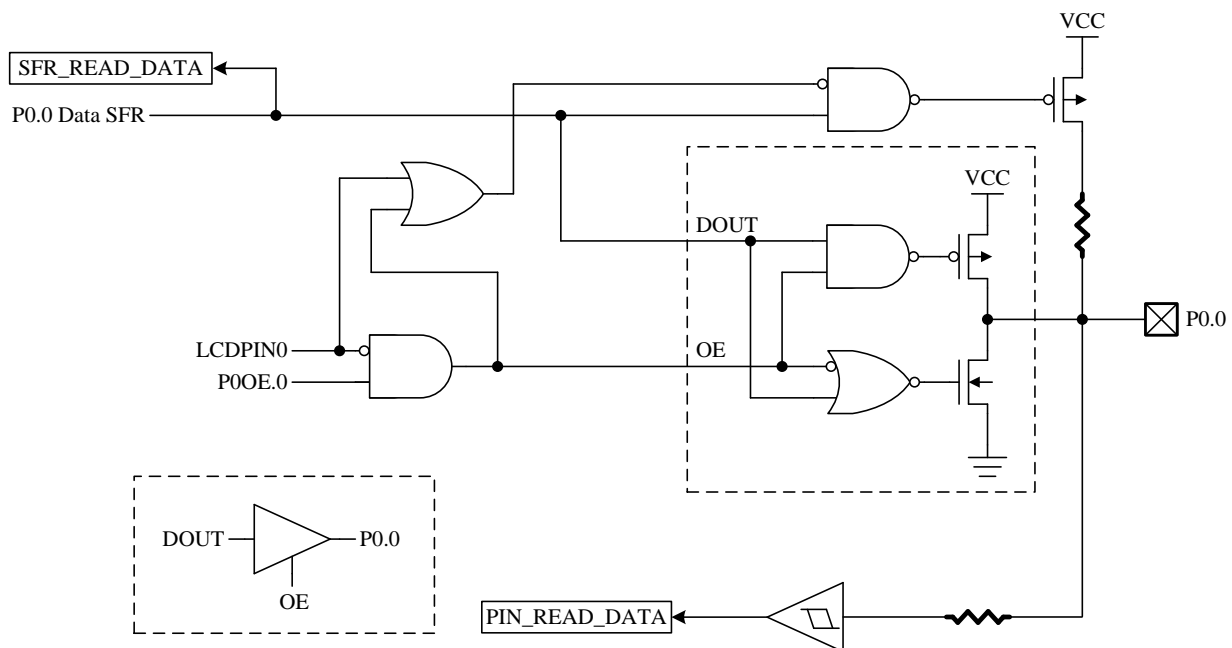 VCC
SFR_READ_DATA
P0.0 Data SFR
VCC
DOUT
P0.0
LCDPIN0
OE
P0OE.0
DOUT
P0.0
OE
PIN_READ_DATA